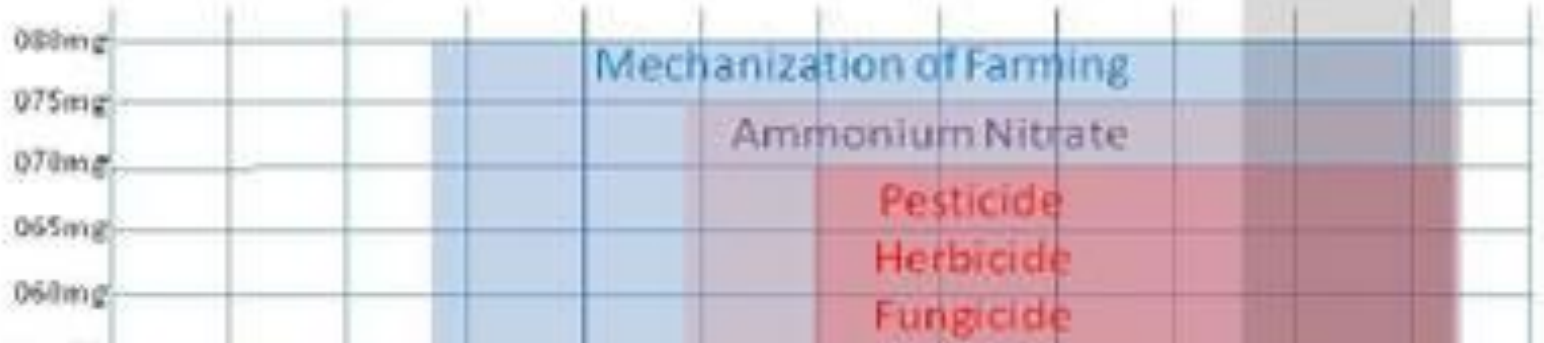 080mg
Mechanization of Farming
075mg
Ammonium Nitrate
070mg
Pesticide
065mg
Herbicide
060mg
Fungicide